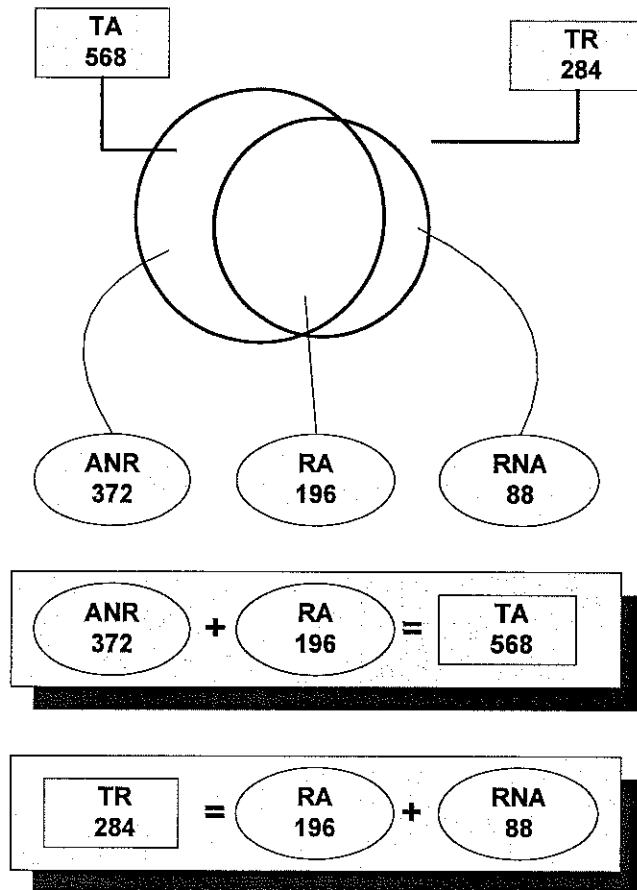 TA
568
TR
284
ANR
372
RA
196
RNA
88
ANR
372
+
RA
196
=
TA
568
TR
284
=
RA
196
+
RNA
88